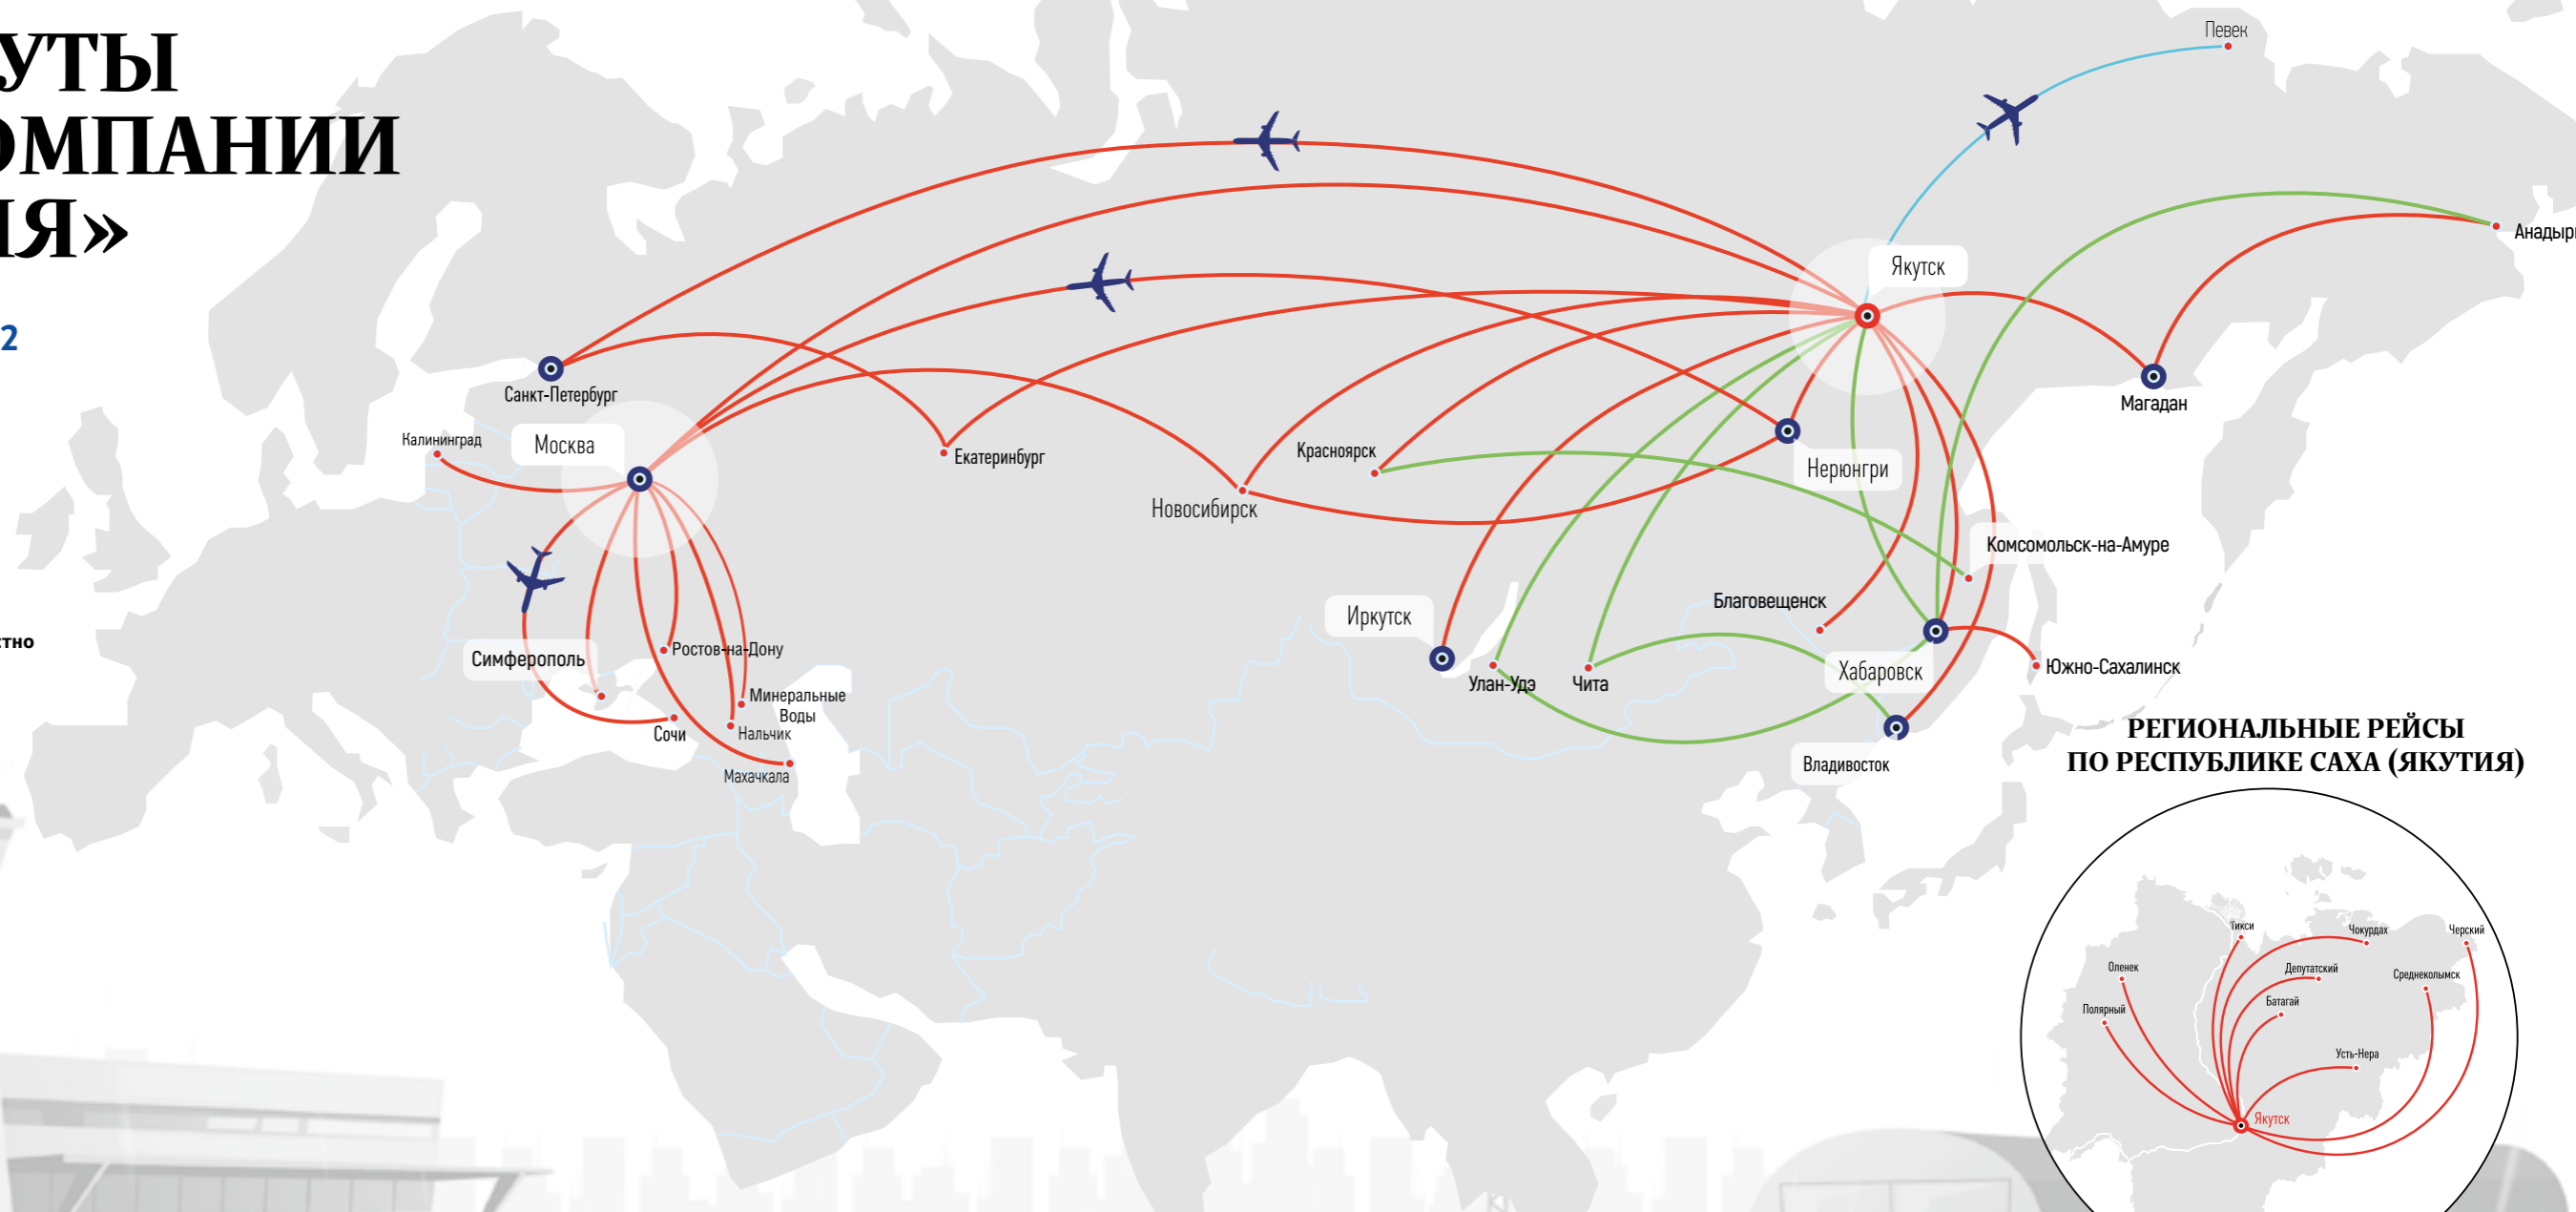 УТЫ
ОМПАНИИ
ИЯ»
2
стно
Певек
Анадырь
Якутск
Магадан
Санкт-Петербург
Калининград
Москва
Екатеринбург
Красноярск
Новосибирск
Нерюнгри
Комсомольск-на-Амуре
Благовещенск
Иркутск
Хабаровск
Южно-Сахалинск
Улан-Удэ
Чита
Владивосток
Симферополь
Ростов-на-Дону
Минеральные
Воды
Сочи
Нальчик
Махачкала
РЕГИОНАЛЬНЫЕ РЕЙСЫ
ПО РЕСПУБЛИКЕ САХА (ЯКУТИЯ)
Тикси
Чокурдах
Черский
Оленек
Депутатский
Среднеколымск
Полярный
Батагай
Усть-Нера
Якутск